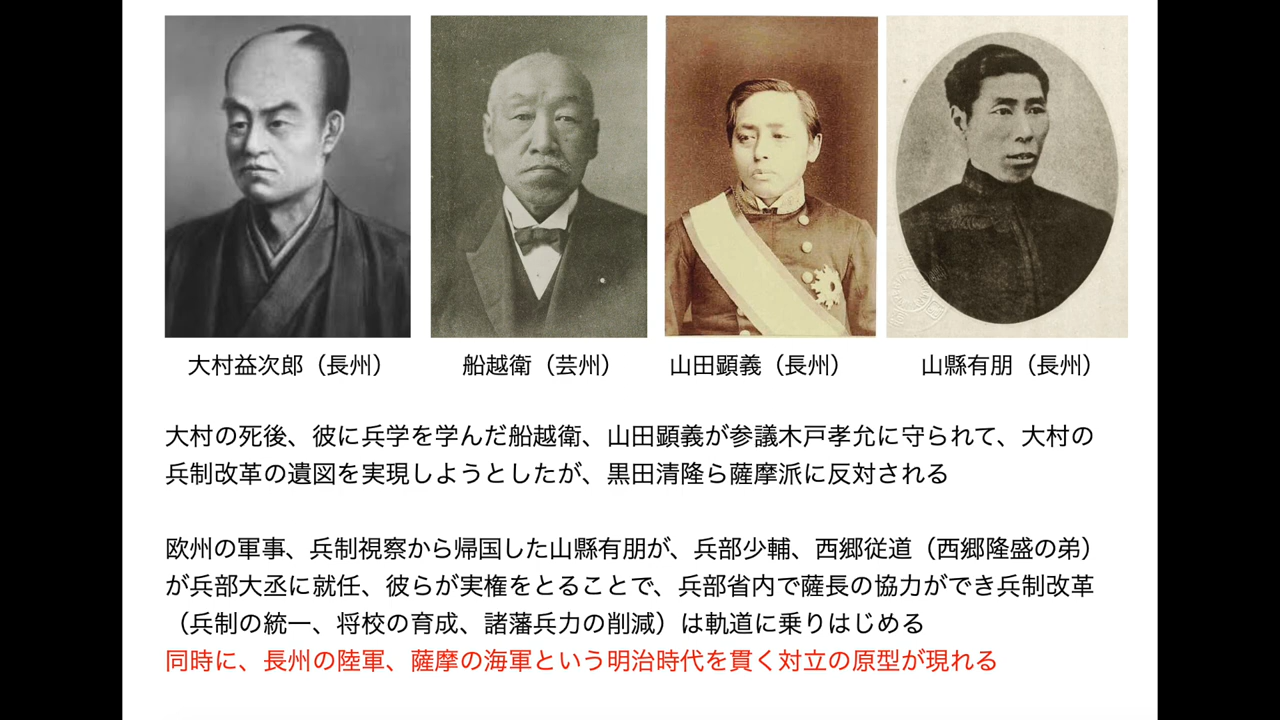 大村益次郎（長州）
船越衛（芸州）
山田顕義（長州）
山縣有朋（長州）
大村の死後、彼に兵学を学んだ船越衛、山田顕義が参議木戸孝允に守られて、大村の
兵制改革の遺図を実現しようとしたが、黒田清隆ら薩摩派に反対される
欧州の軍事、兵制視察から帰国した山縣有朋が、兵部少輔、西郷従道（西郷隆盛の弟）
が兵部大丞に就任、彼らが実権をとることで、兵部省内で薩長の協力ができ兵制改革
（兵制の統一、将校の育成、諸藩兵力の削減）は軌道に乗りはじめる
同時に、長州の陸軍、薩摩の海軍という明治時代を貫く対立の原型が現れる